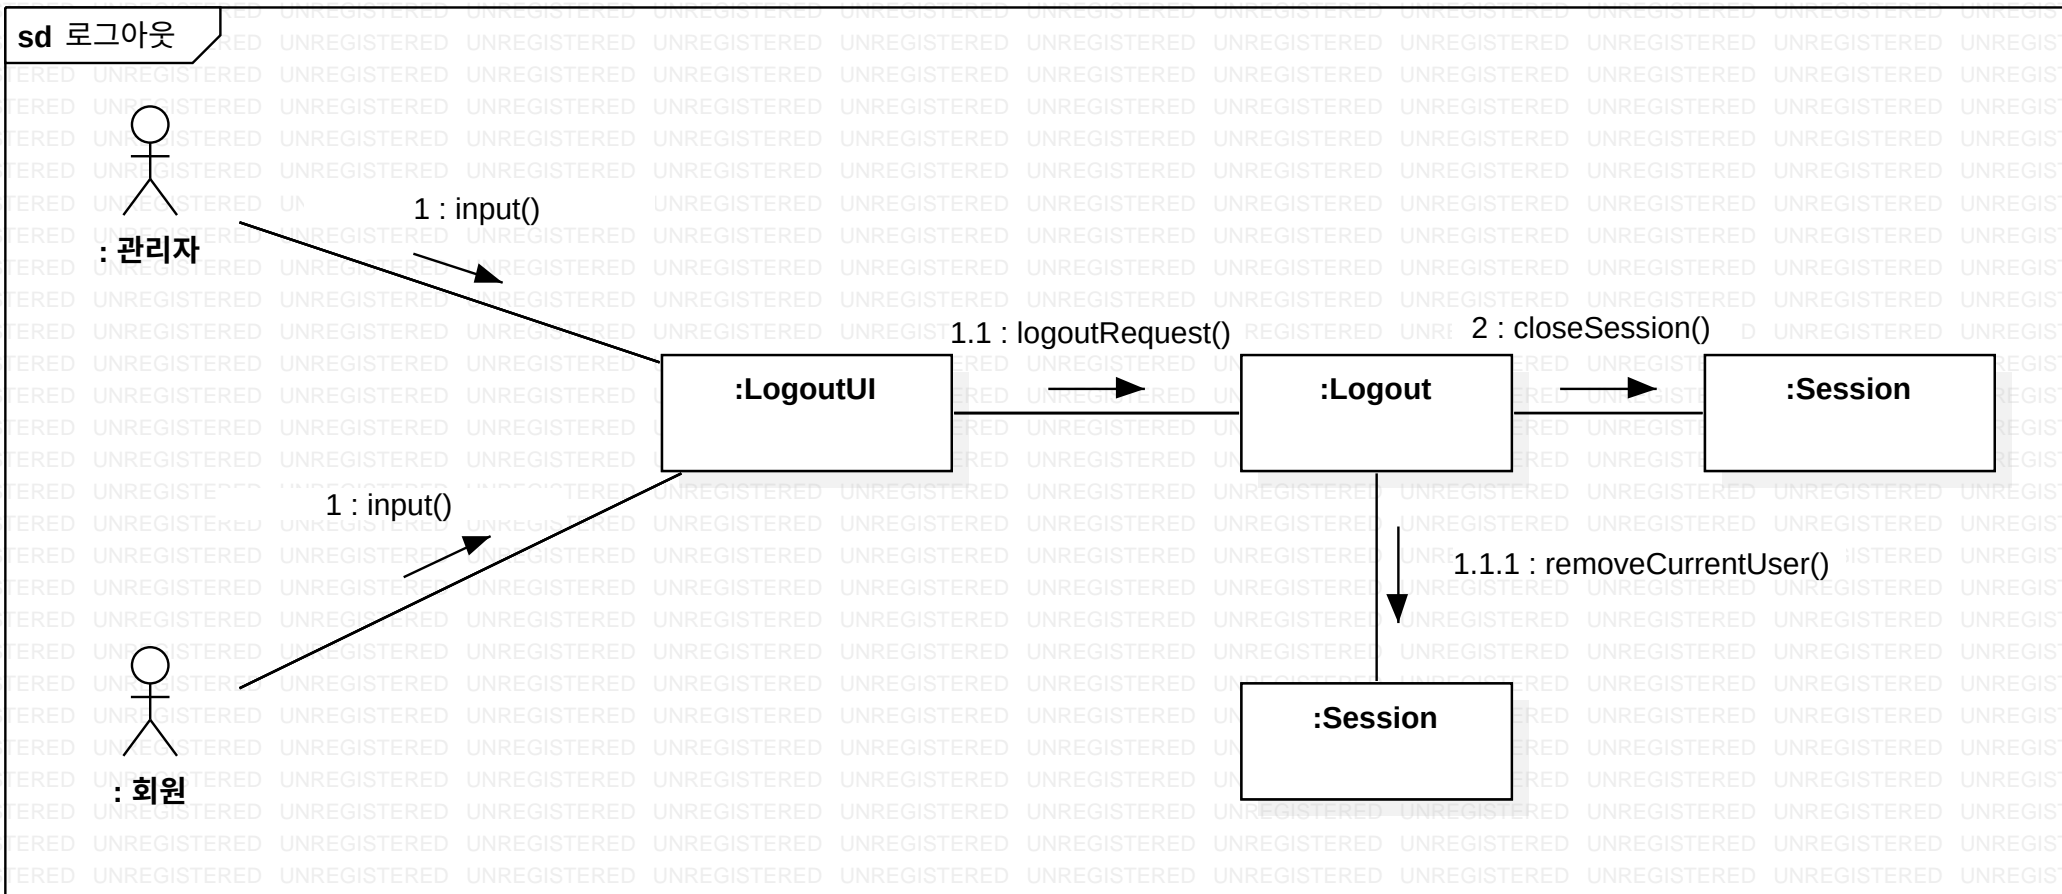 sd 로그아웃
: 관리자
1 : input()
1.1 : logoutRequest()
2 : closeSession()
:LogoutUI
:Logout
:Session
1 : input()
1.1.1 : removeCurrentUser()
: 회원
:Session
UNREGISTERED